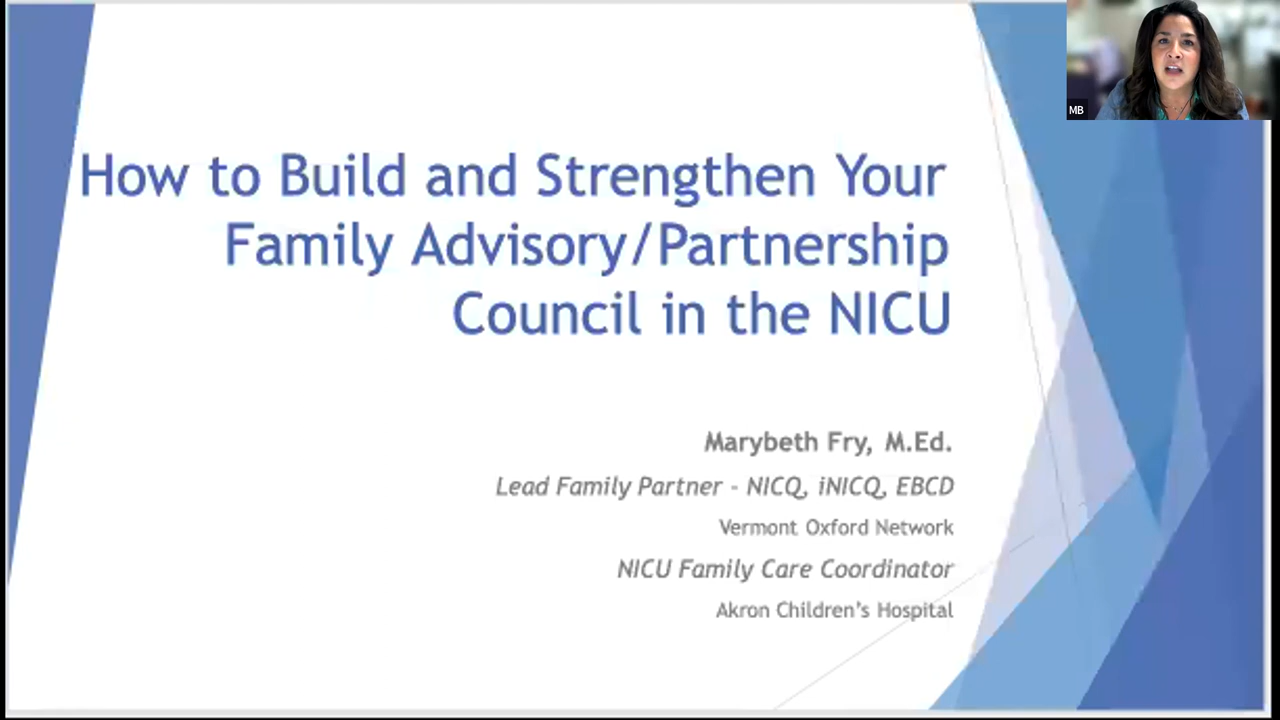 MB
How to Build and Strengthen Your
Family Advisory/Partnership
Council in the NICU
Marybeth Fry, M.Ed.
Lead Family Partner - NICQ, iNICQ, EBCD
Vermont Oxford Network
NICU Family Care Coordinator
Akron Children's Hospital